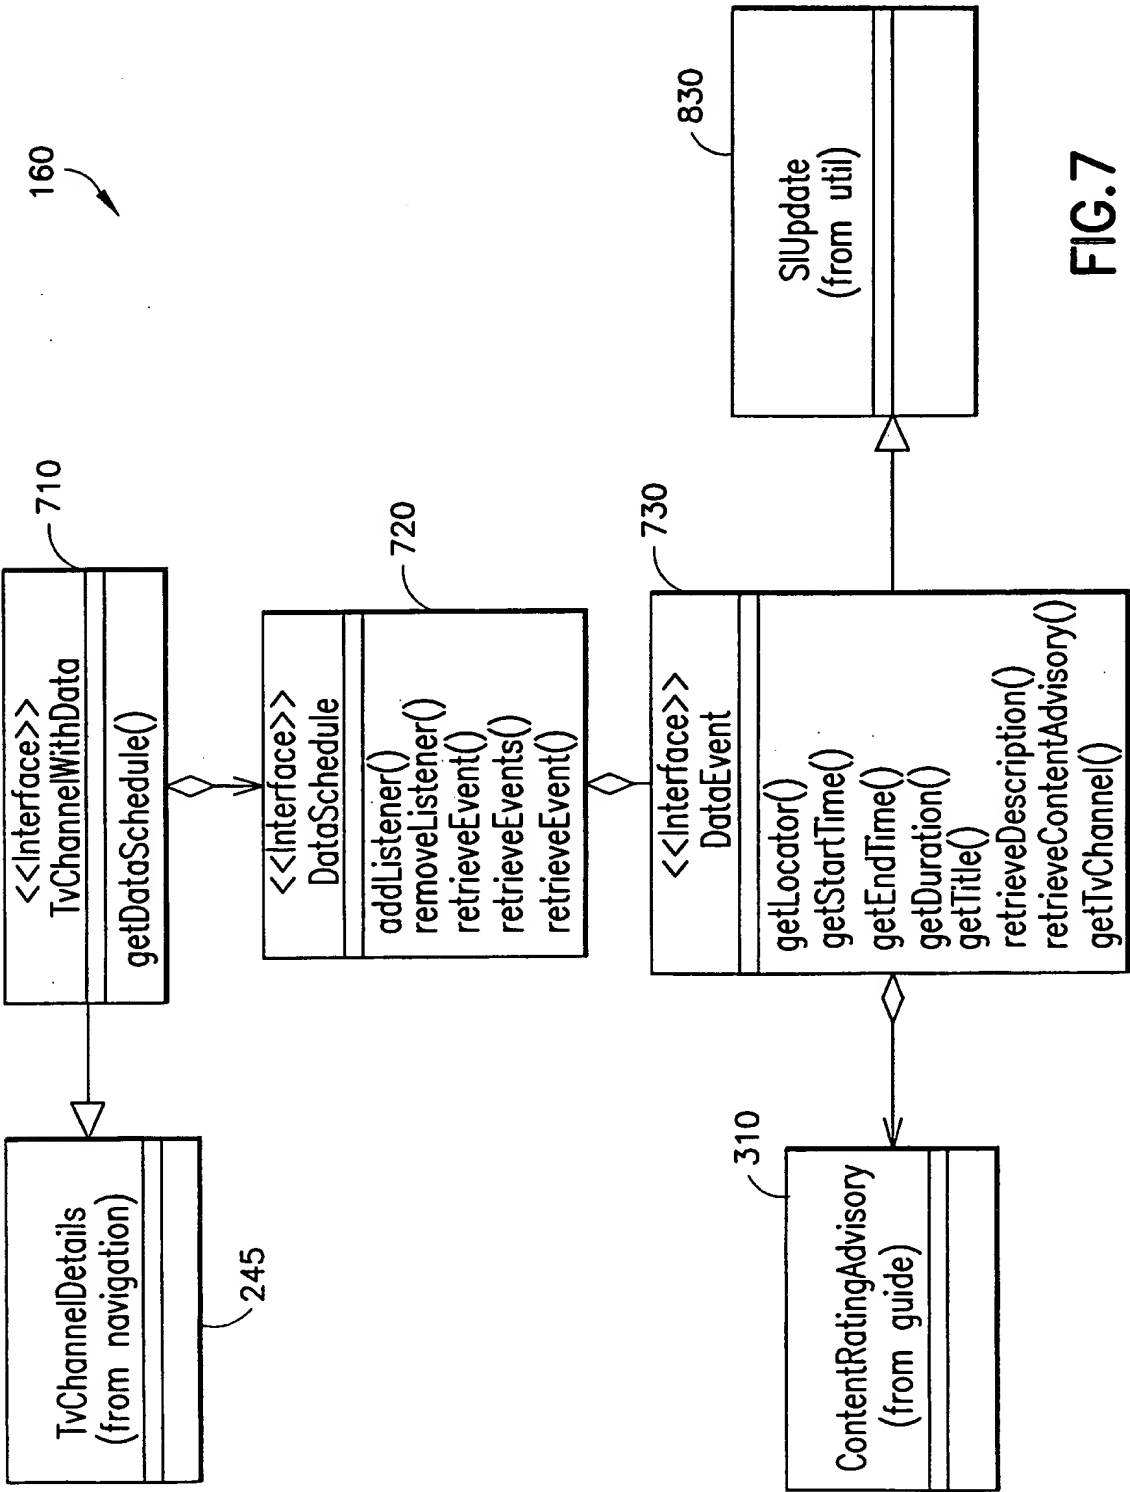 160
<<Interface>>
TvChannelWithData
getDataSchedule()
710
TvChannelDetails
(from navigation)
245
<<Interface>>
DataSchedule
addListener()
removeListener()
retrieveEvent()
retrieveEvents()
retrieveEvent()
720
<<Interface>>
DataEvent
getLocator()
getStartTime()
getEndTime()
getDuration()
getTitle()
retrieveDescription()
retrieveContentAdvisory()
getTvChannel()
730
ContentRatingAdvisory
(from guide)
310
SIUpdate
(from util)
830
FIG.7